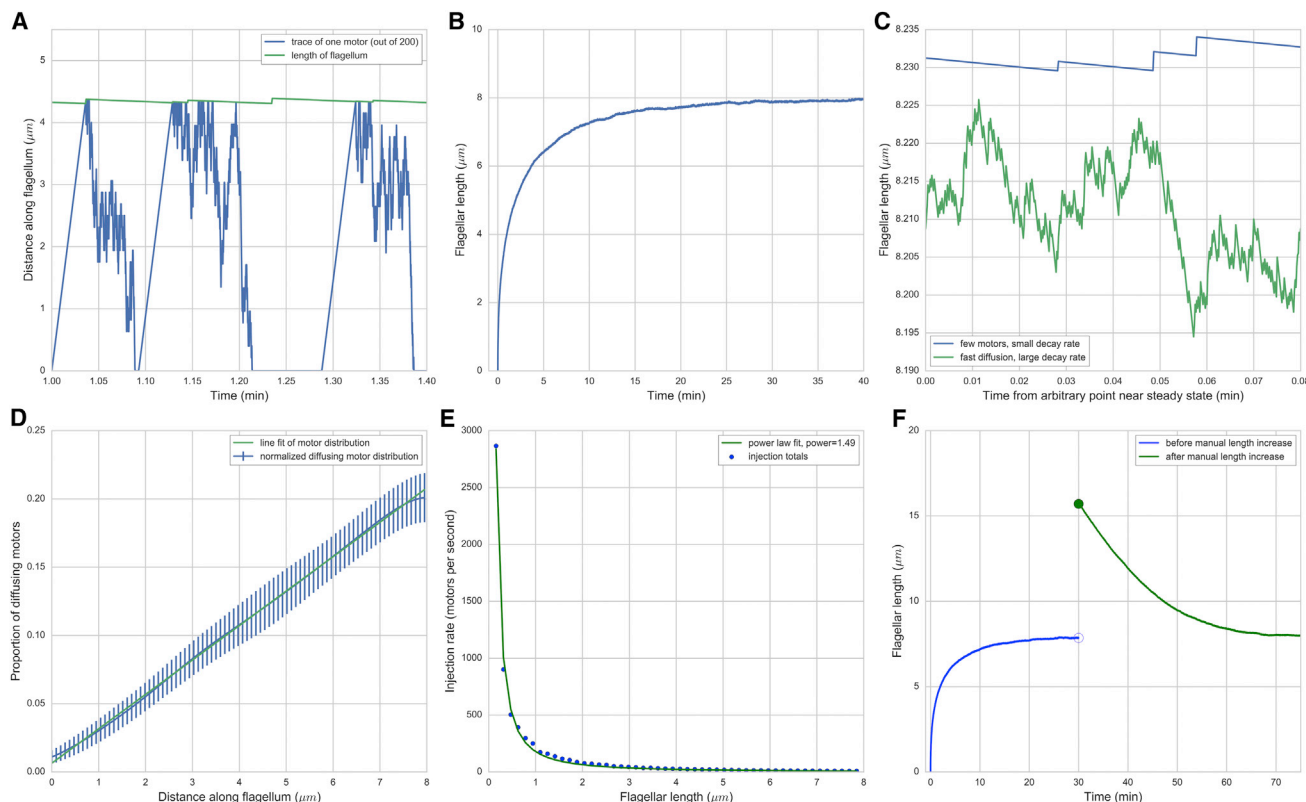 A
trace of one motor (out of 200)
length of flagellum
5
4
3
2
1
0
1.00 1.05 1.10 1.15 1.20 1.25 1.30 1.35 1.40
Time (min)
Distance along flagellum (μm)
B
10
8
6
4
2
0
0 5 10 15 20 25 30 35 40
Time (min)
Flagellar length (μm)
C
8.235
8.230
8.225
8.220
8.215
8.210
8.205
8.200
8.195
8.190
few motors, small decay rate
fast diffusion, large decay rate
0.00 0.01 0.02 0.03 0.04 0.05 0.06 0.07 0.08
Time from arbitrary point near steady state (min)
Flagellar length (μm)
D
0.25
0.20
0.15
0.10
0.05
0.00
line fit of motor distribution
normalized diffusing motor distribution
0 1 2 3 4 5 6 7 8
Distance along flagellum (μm)
Proportion of diffusing motors
E
3000
2500
2000
1500
1000
500
0
power law fit, power=1.49
injection totals
0 1 2 3 4 5 6 7 8
Flagellar length (μm)
Injection rate (motors per second)
F
20
15
10
5
0
before manual length increase
after manual length increase
0 10 20 30 40 50 60 70
Time (min)
Flagellar length (μm)